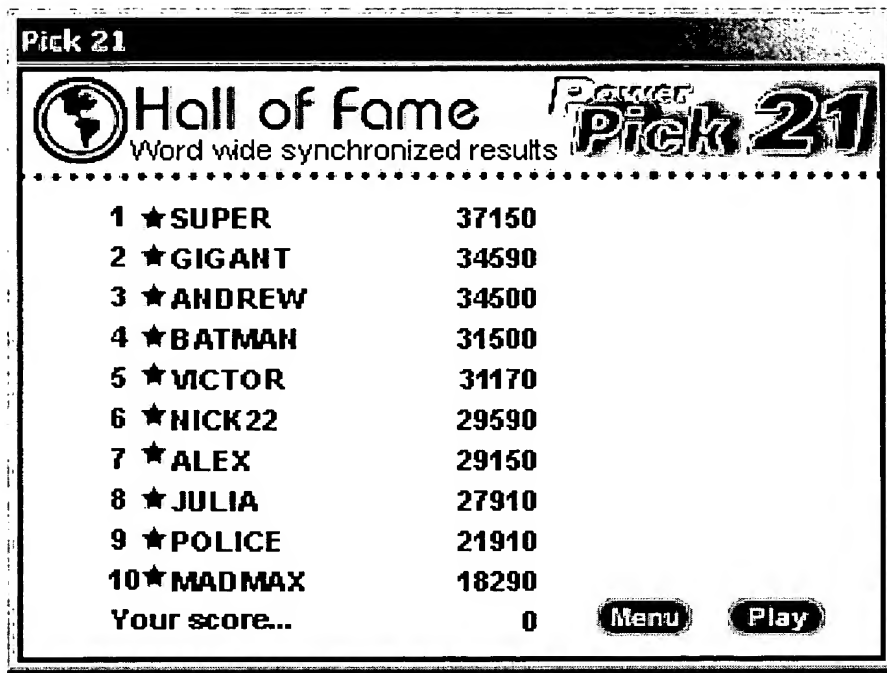 Pick 21
Hall of Fame
Word wide synchronized results
Power
Pick 21
1 ★SUPER 37150
2 ★GIGANT 34590
3 ★ANDREW 34500
4 ★BATMAN 31500
5 ★VICTOR 31170
6 ★NICK22 29590
7 ★ALEX 29150
8 ★JULIA 27910
9 ★POLICE 21910
10★MADMAX 18290
Your score... 0 Menu Play